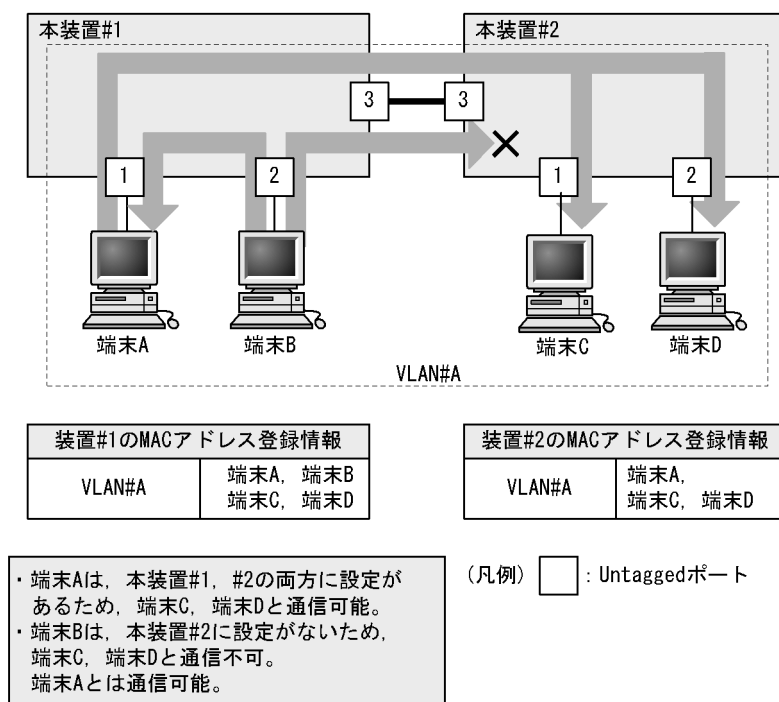 本装置#1
本装置#2
3
3
1
2
1
2
端末A
端末B
端末C
端末D
VLAN#A
装置#1のMACアドレス登録情報
VLAN#A
端末A, 端末B
端末C, 端末D
装置#2のMACアドレス登録情報
VLAN#A
端末A,
端末C, 端末D
・端末Aは, 本装置#1, #2の両方に設定が
あるため, 端末C, 端末Dと通信可能。
・端末Bは, 本装置#2に設定がないため,
端末C, 端末Dと通信不可。
端末Aとは通信可能。
(凡例) : Untaggedポート